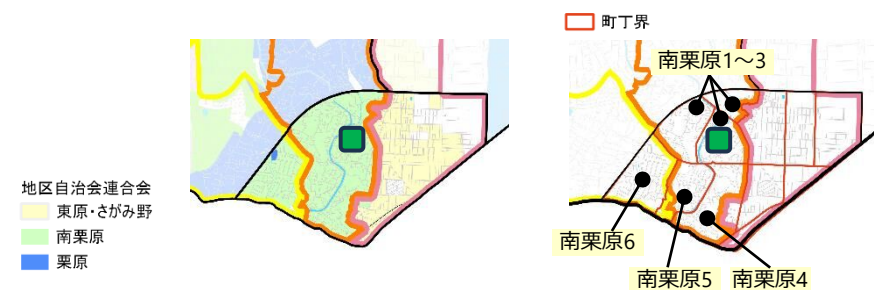 地区自治会連合会
東原・さがみ野
南栗原
栗原
町丁界
南栗原1～3
南栗原6
南栗原5
南栗原4